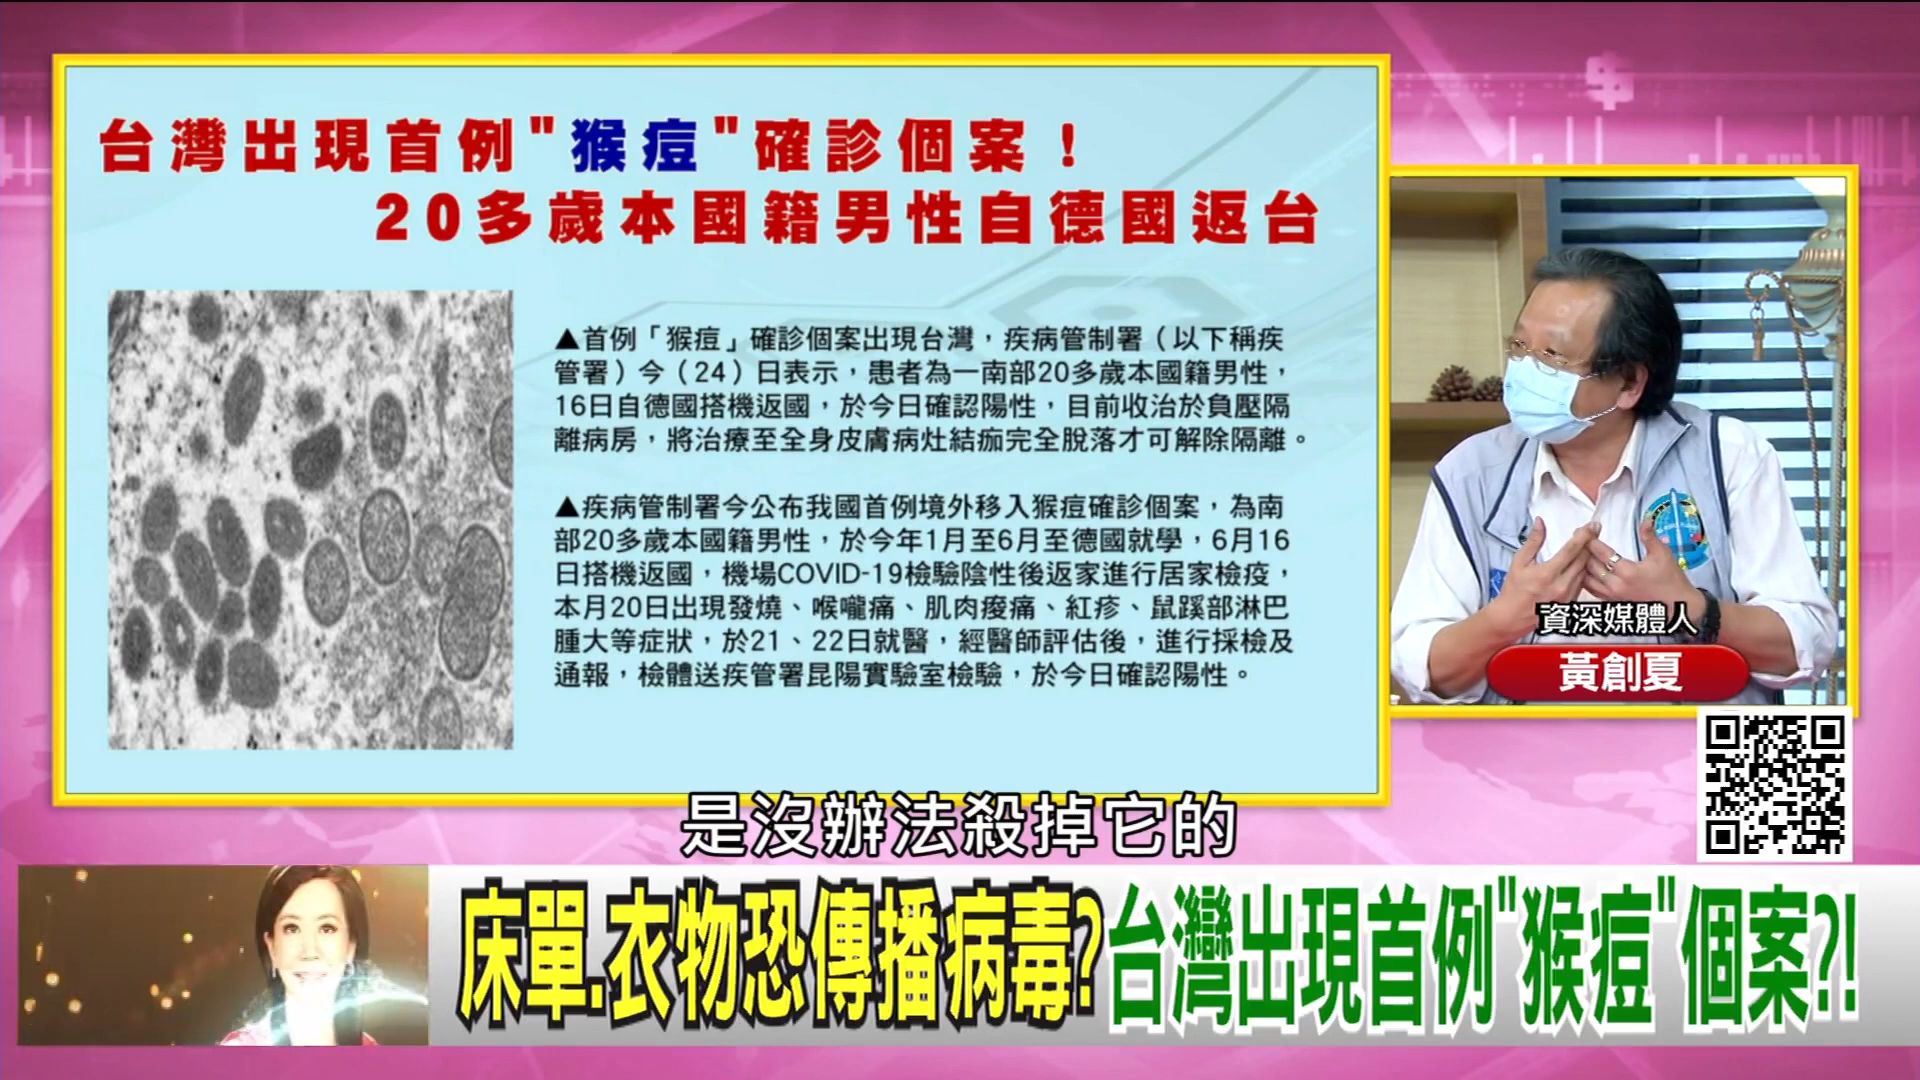 台灣出現首例"猴痘"確診個案！
20多歲本國籍男性自德國返台
▲首例「猴痘」確診個案出現台灣，疾病管制署（以下稱疾
管署）今（24）日表示，患者為一南部20多歲本國籍男性，
16日自德國搭機返國，於今日確認陽性，目前收治於負壓隔
離病房，將治療至全身皮膚病灶結痂完全脫落才可解除隔離。
▲疾病管制署今公布我國首例境外移入猴痘確診個案，為南
部20多歲本國籍男性，於今年1月至6月至德國就學，6月16
日搭機返國，機場COVID-19檢驗陰性後返家進行居家檢疫，
本月20日出現發燒、喉嚨痛、肌肉痠痛、紅疹、鼠蹊部淋巴
腫大等症狀，於21、22日就醫，經醫師評估後，進行採檢及
通報，檢體送疾管署昆陽實驗室檢驗，於今日確認陽性。
資深媒體人
黃創夏
是沒辦法殺掉它的
床單.衣物恐傳播病毒?台灣出現首例"猴痘"個案?!